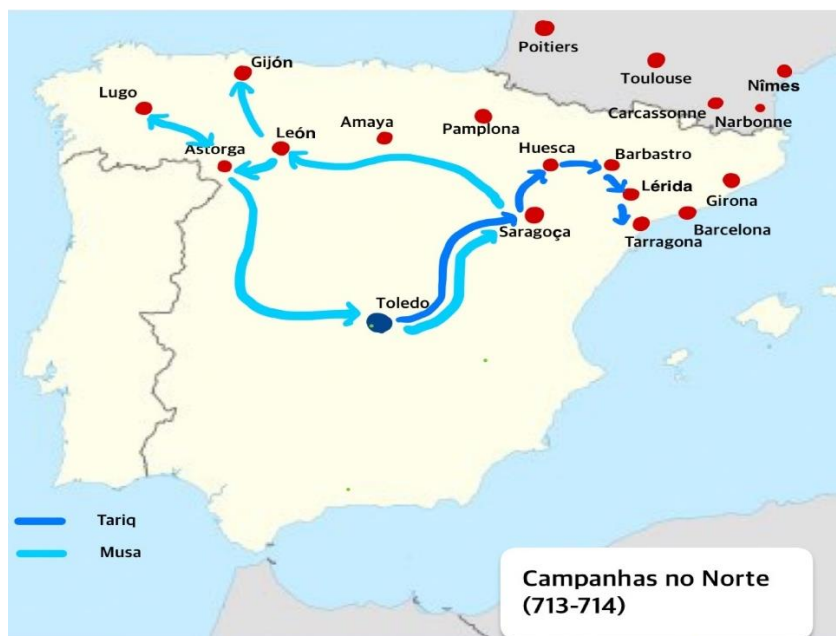 Poitiers
Gijón
Toulouse
Nîmes
Lugo
Carcassonne
Narbonne
León
Amaya
Pamplona
Astorga
Huesca
Barbastro
Lérida
Girona
Saragoça
Tarragona
Barcelona
Toledo
Tariq
Musa
Campanhas no Norte
(713-714)